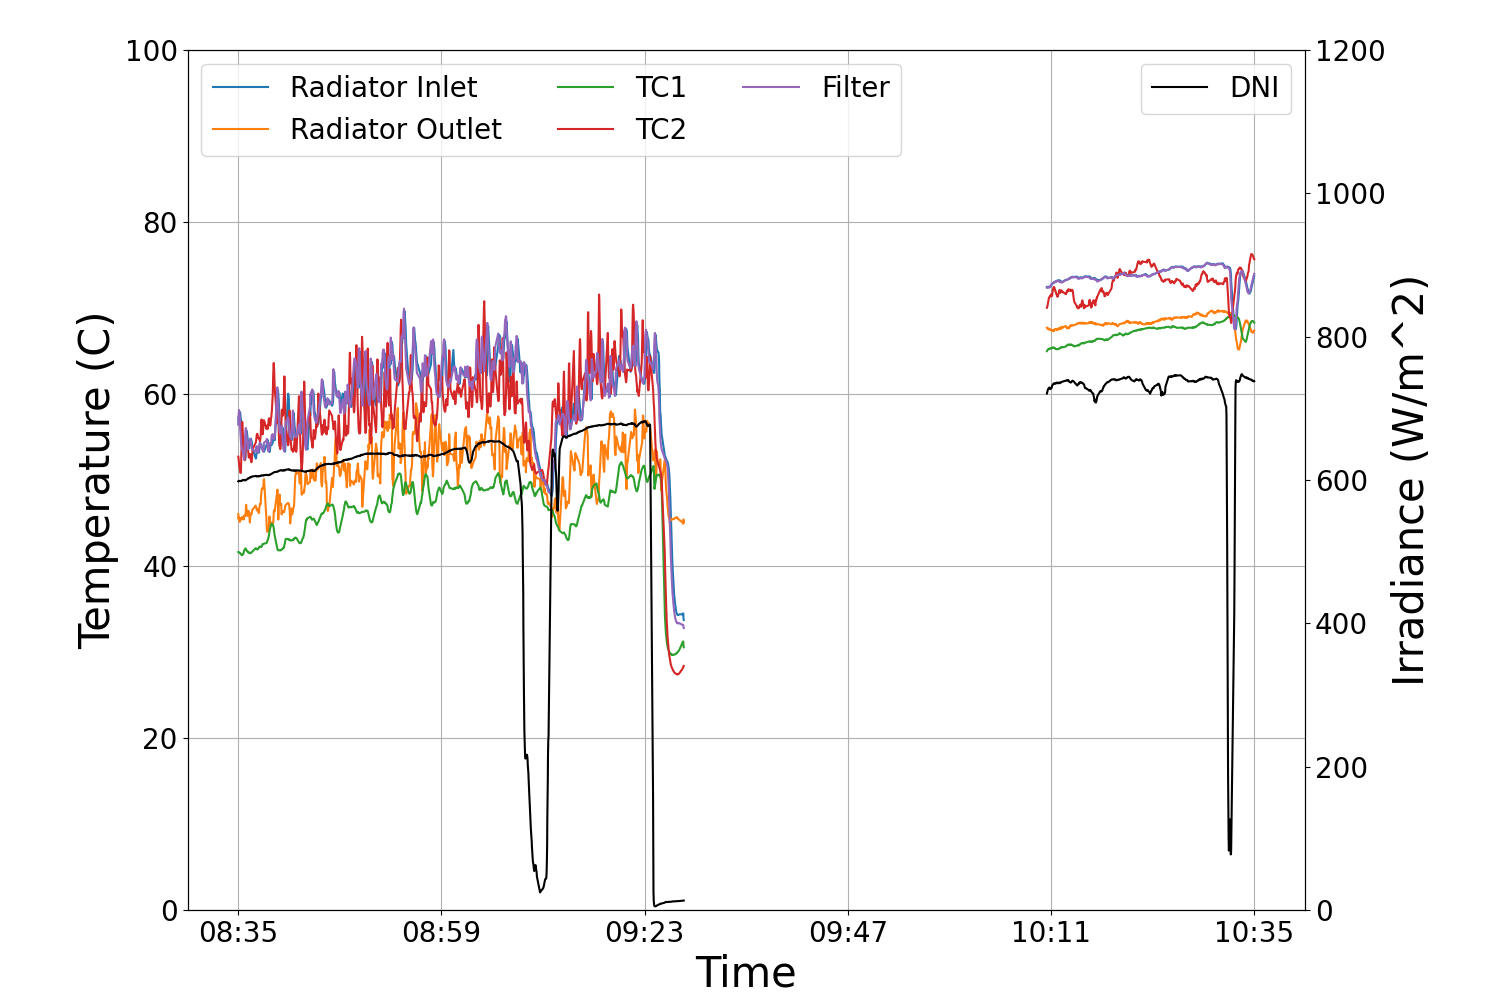 Radiator Inlet TC1 Filter
Radiator Outlet TC2
DNI
100
80
60
40
20
0
Temperature (C)
1200
1000
800
600
400
200
0
Irradiance (W/m^2)
08:35 08:59 09:23 09:47 10:11 10:35
Time